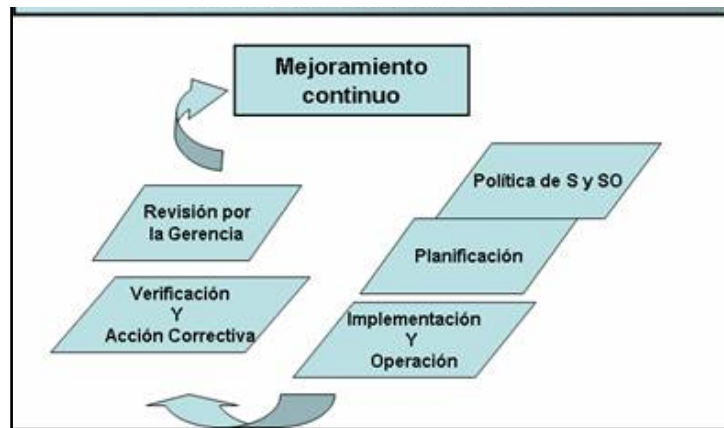 Mejoramiento
continuo
Política de S y SO
Revisión por
la Gerencia
Planificación
Verificación
Y
Acción Correctiva
Implementación
Y
Operación